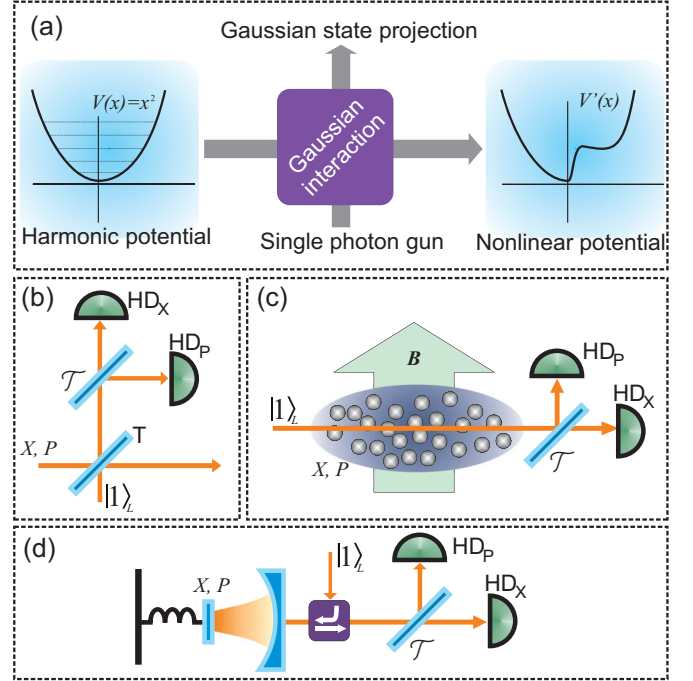 (a)
Gaussian state projection
V(x)=x²
Gaussian
interaction
V'(x)
Harmonic potential
Single photon gun
Nonlinear potential
(b)
HD_X
HD_P
𝒯
T
X, P
|1⟩_L
(c)
B
HD_P
HD_X
|1⟩_L
X, P
𝒯
(d)
|1⟩_L
HD_P
X, P
HD_X
𝒯